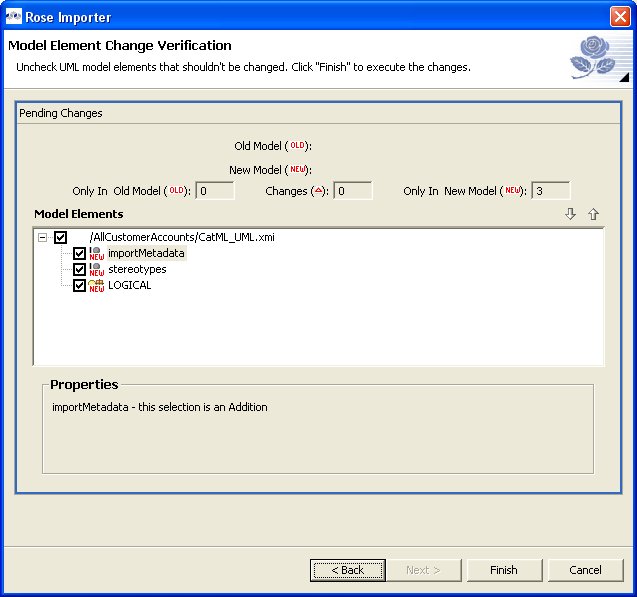 Rose Importer
Model Element Change Verification
Uncheck UML model elements that shouldn't be changed. Click "Finish" to execute the changes.
Pending Changes
Old Model (OLD):
New Model (NEW):
Only In Old Model (OLD): 0 Changes (): 0 Only In New Model (NEW): 3
Model Elements
/AllCustomerAccounts/CatML_UML.xmi
NEW importMetadata
NEW stereotypes
NEW LOGICAL
Properties
importMetadata - this selection is an Addition
< Back Next > Finish Cancel